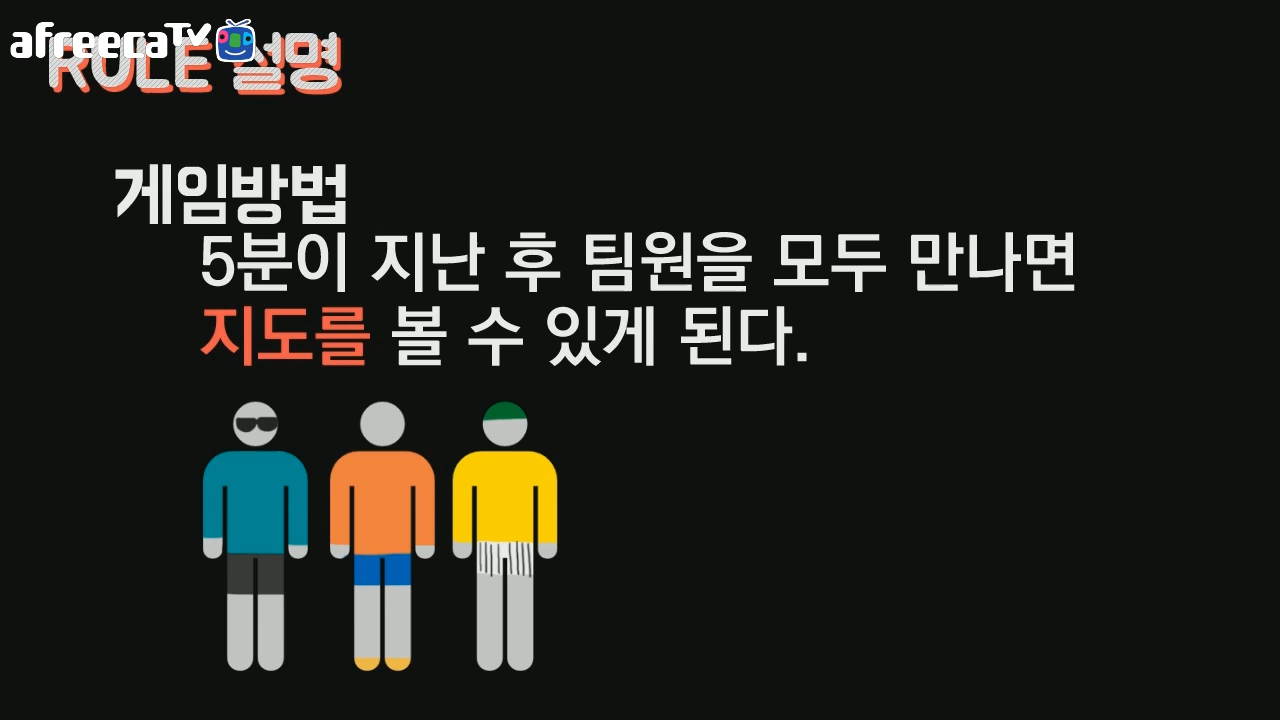 afreecaTV
RULE 설명
게임방법
5분이 지난 후 팀원을 모두 만나면
지도를 볼 수 있게 된다.